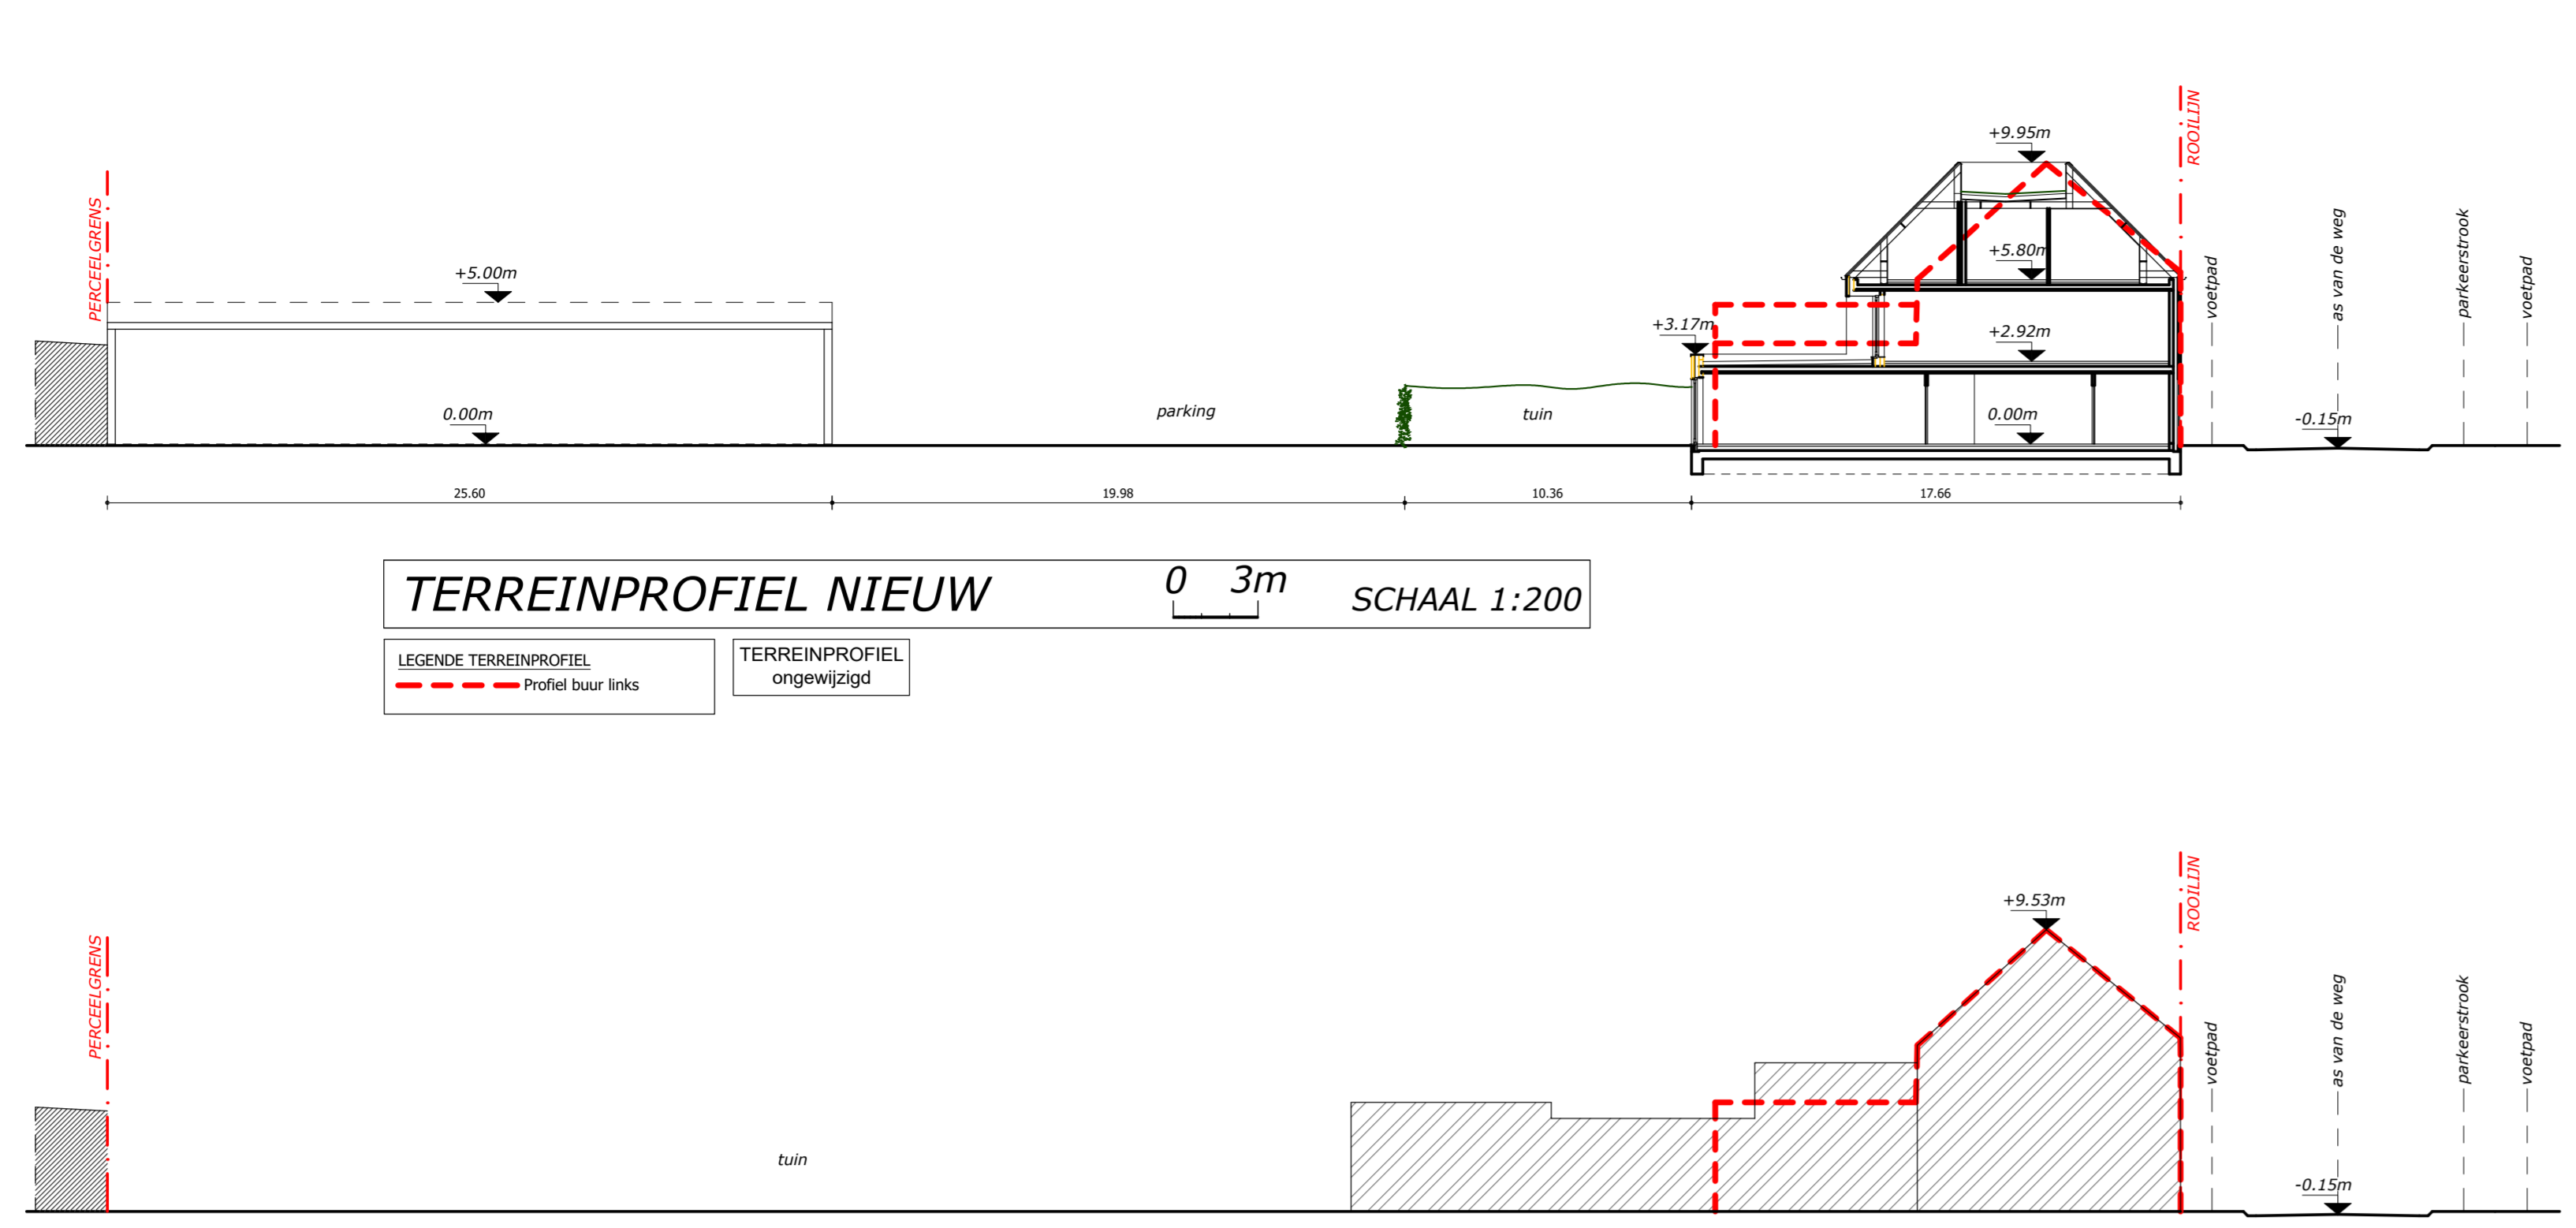 PERCEELGRENS
+5.00m
0.00m
parking
tuin
+3.17m
+9.95m
+5.80m
+2.92m
0.00m
ROOILIJN
voetpad
as van de weg
-0.15m
parkeerstrook
voetpad
25.60
19.98
10.36
17.66
TERREINPROFIEL NIEUW
0 3m
SCHAAL 1:200
LEGENDE TERREINPROFIEL
Profiel buur links
TERREINPROFIEL
ongewijzigd
PERCEELGRENS
tuin
+9.53m
ROOILIJN
voetpad
as van de weg
-0.15m
parkeerstrook
voetpad